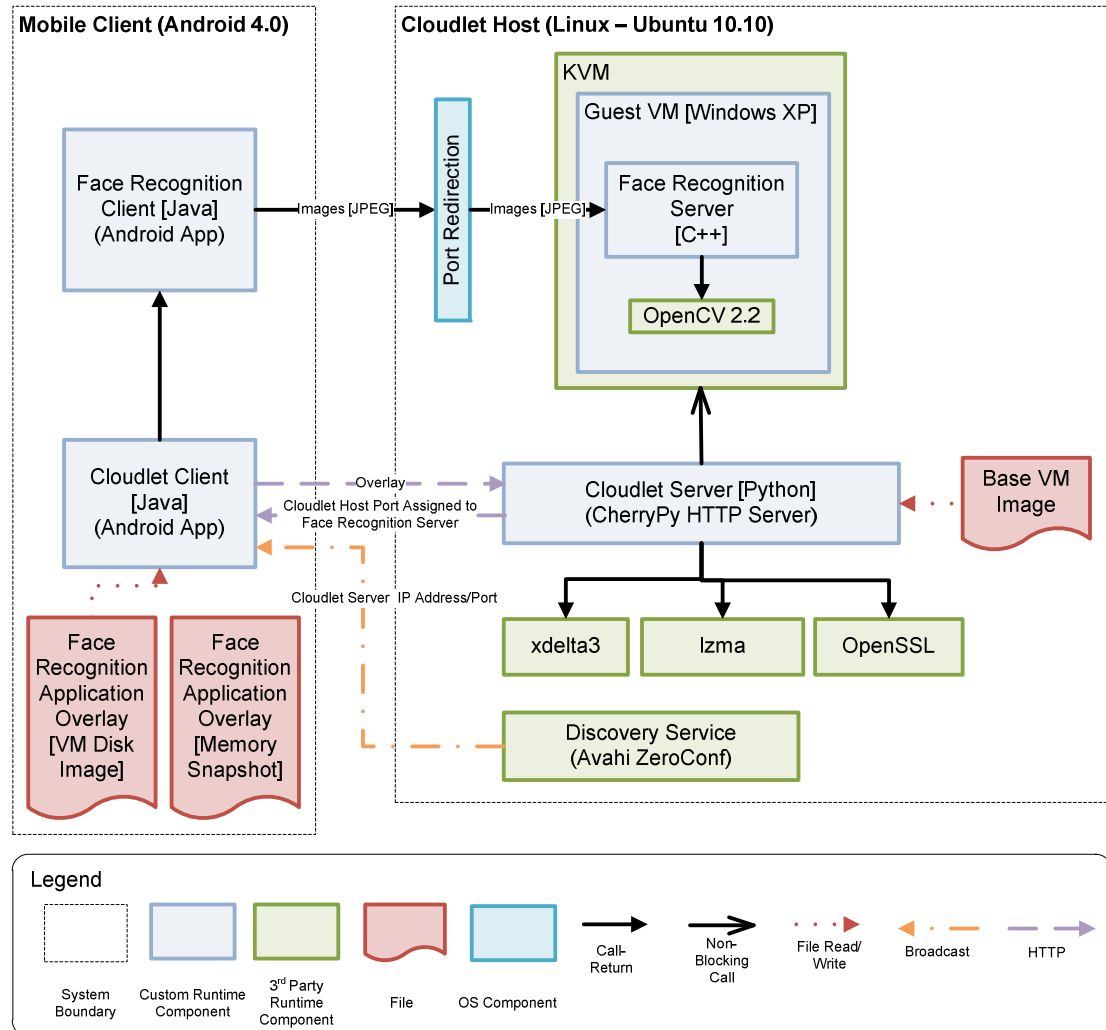 Mobile Client (Android 4.0)
Cloudlet Host (Linux – Ubuntu 10.10)
KVM
Guest VM [Windows XP]
Face Recognition
Client [Java]
(Android App)
Images [JPEG]
Port Redirection
Images [JPEG]
Face Recognition
Server
[C++]
OpenCV 2.2
Cloudlet Client
[Java]
(Android App)
Overlay
Cloudlet Host Port Assigned to
Face Recognition Server
Cloudlet Server [Python]
(CherryPy HTTP Server)
Base VM
Image
Cloudlet Server IP Address/Port
xdelta3
lzma
OpenSSL
Face
Recognition
Application
Overlay
[VM Disk
Image]
Face
Recognition
Application
Overlay
[Memory
Snapshot]
Discovery Service
(Avahi ZeroConf)
Legend
System
Boundary
Custom Runtime
Component
3rd Party
Runtime
Component
File
OS Component
Call-
Return
Non-
Blocking
Call
File Read/
Write
Broadcast
HTTP